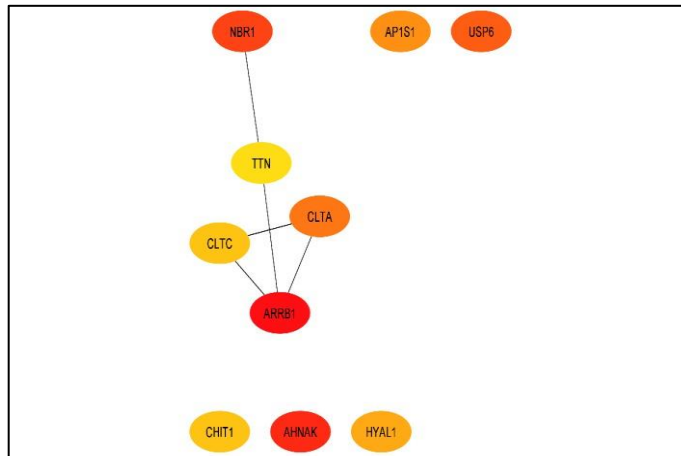 NBR1
AP1S1
USP6
TTN
CLTA
CLTC
ARRB1
CHIT1
AHNAK
HYAL1